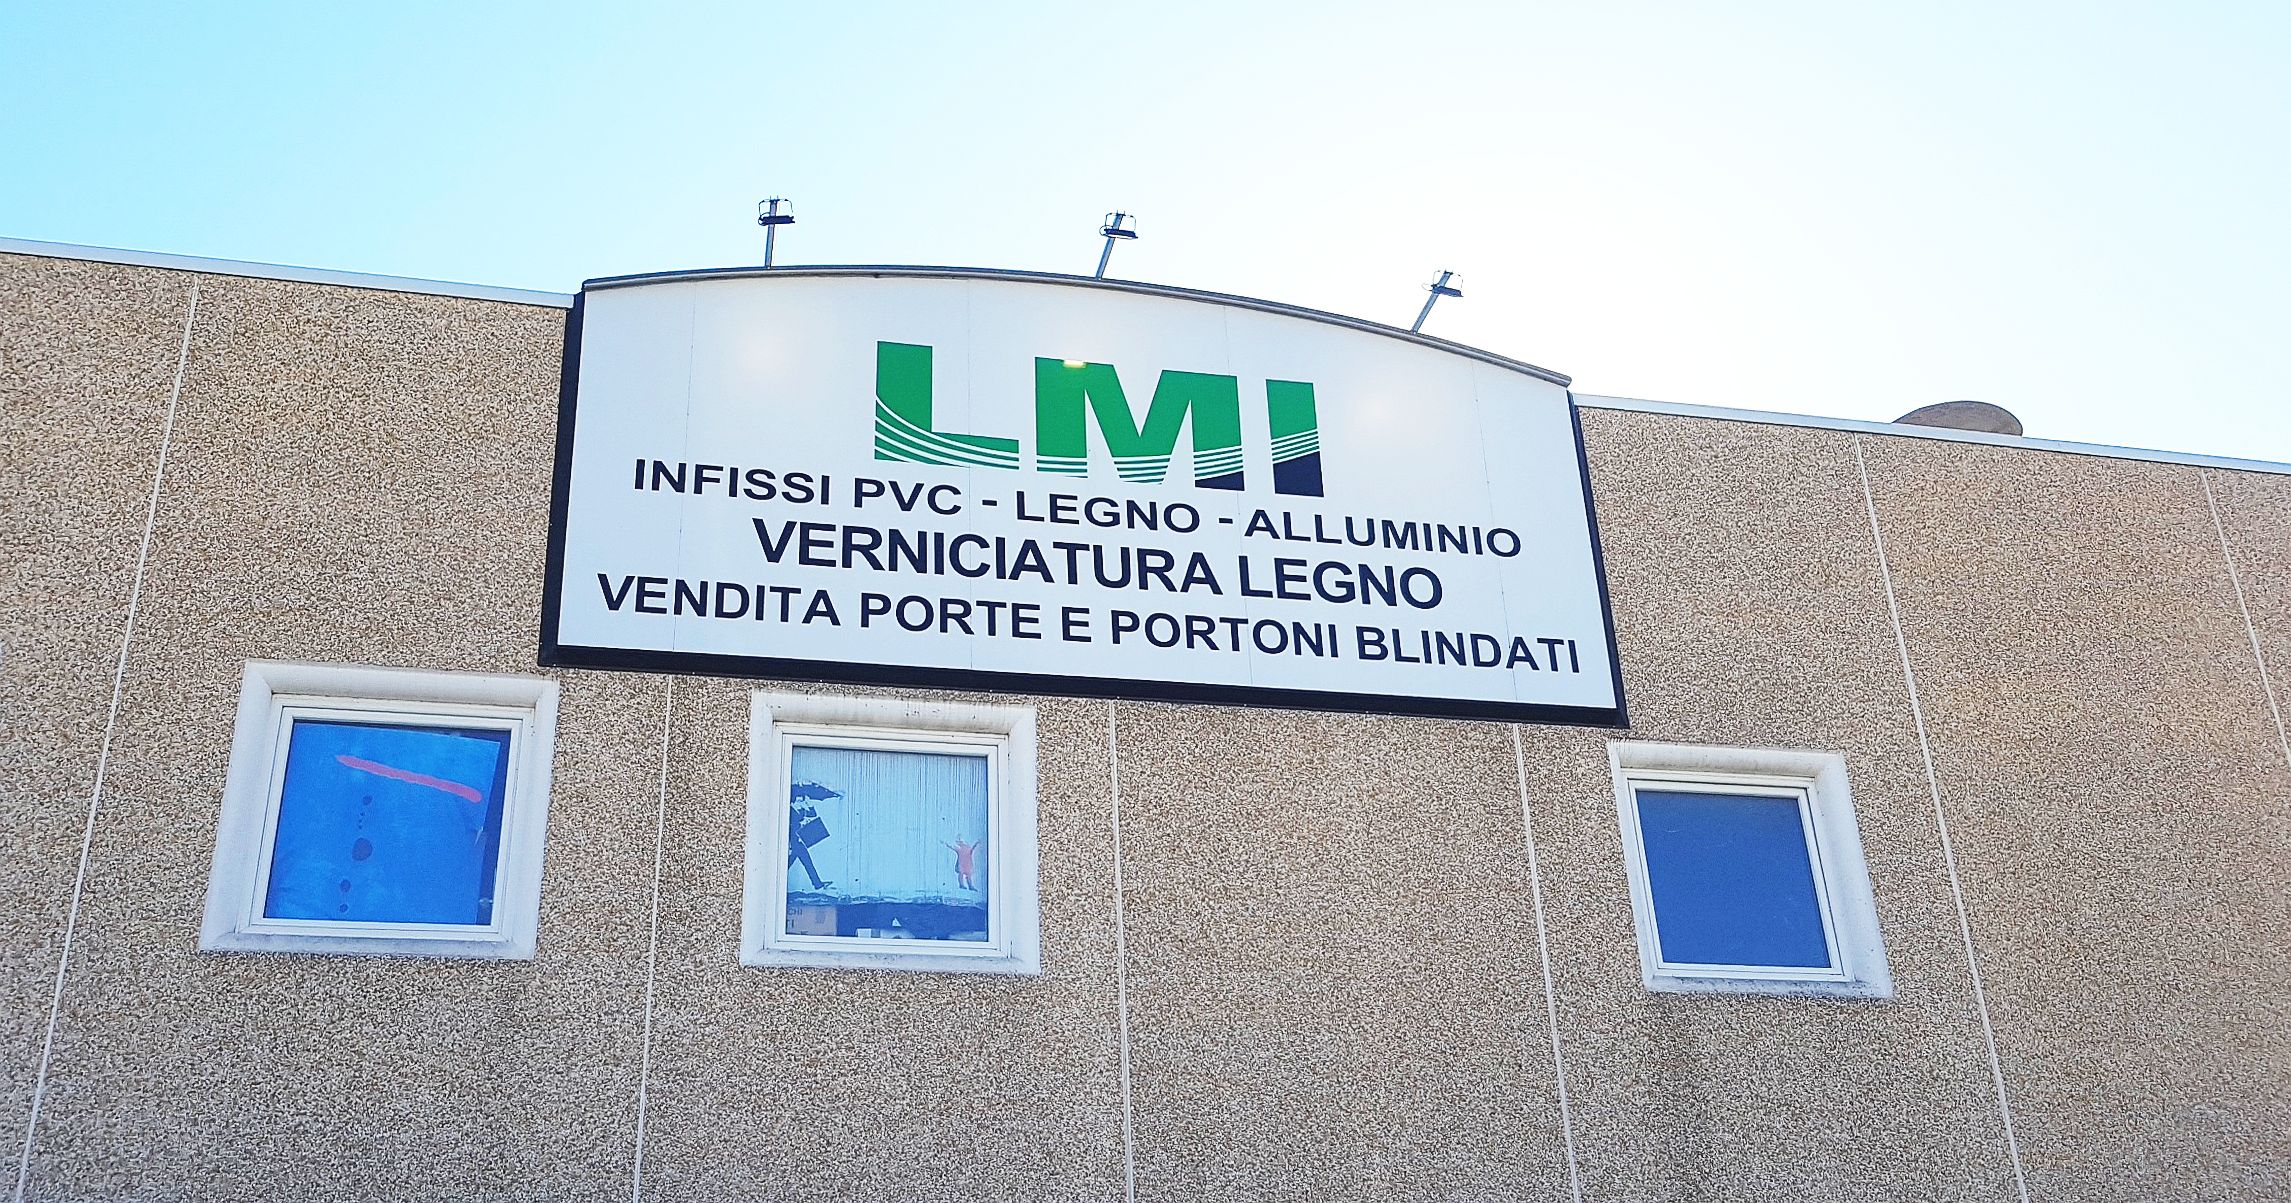 LMI
INFISSI PVC - LEGNO - ALLUMINIO
VERNICIATURA LEGNO
VENDITA PORTE E PORTONI BLINDATI